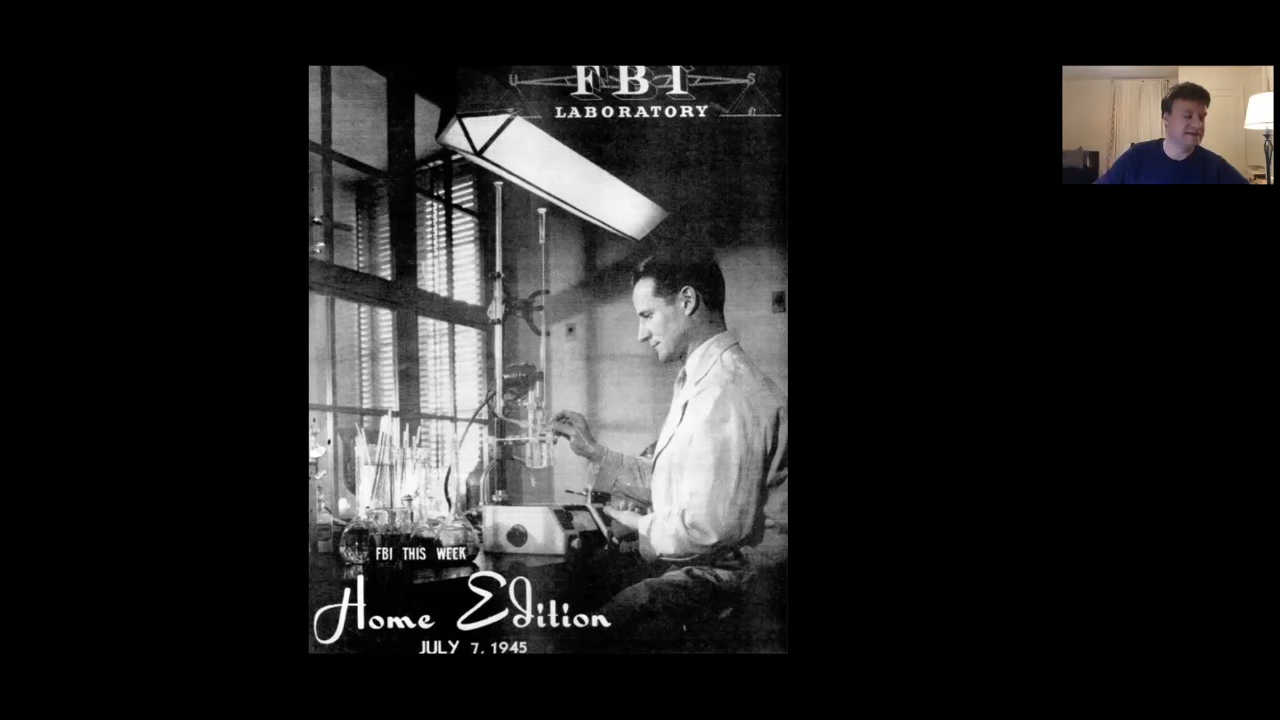 FBI
LABORATORY
FBI THIS WEEK
Home Edition
JULY 7, 1945